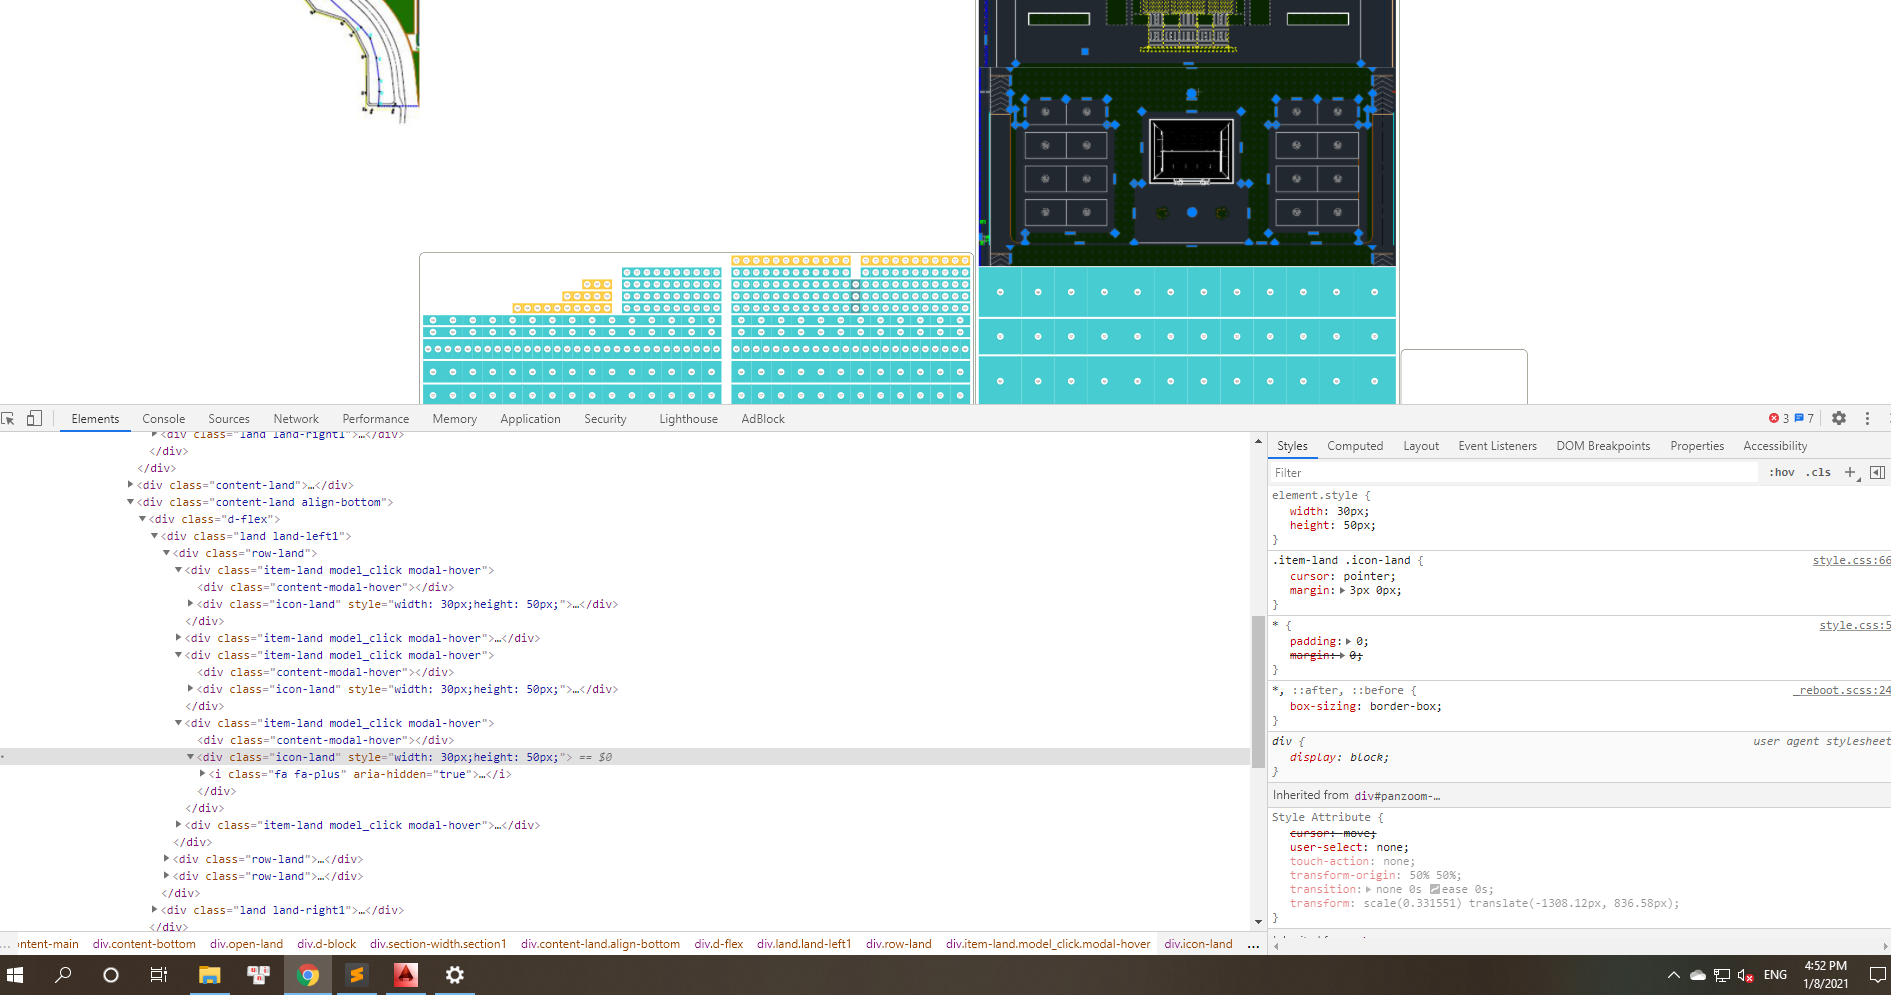 Elements Console Sources Network Performance Memory Application Security Lighthouse AdBlock 3 7
<div class="land land-right1">…</div>
</div>
</div>
<div class="content-land">…</div>
<div class="content-land align-bottom">
<div class="d-flex">
<div class="land land-left1">
<div class="row-land">
<div class="item-land model_click modal-hover">
<div class="content-modal-hover"></div>
<div class="icon-land" style="width: 30px;height: 50px;">…</div>
</div>
<div class="item-land model_click modal-hover">…</div>
<div class="item-land model_click modal-hover">
<div class="content-modal-hover"></div>
<div class="icon-land" style="width: 30px;height: 50px;">…</div>
</div>
<div class="item-land model_click modal-hover">
<div class="content-modal-hover"></div>
<div class="icon-land" style="width: 30px;height: 50px;"> == $0
<i class="fa fa-plus" aria-hidden="true">…</i>
</div>
</div>
<div class="item-land model_click modal-hover">…</div>
</div>
<div class="row-land">…</div>
<div class="row-land">…</div>
</div>
<div class="land land-right1">…</div>
</div>
... ntent-main div.content-bottom div.open-land div.d-block div.section-width.section1 div.content-land.align-bottom div.d-flex div.land.land-left1 div.row-land div.item-land.model_click.modal-hover div.icon-land ...
Styles Computed Layout Event Listeners DOM Breakpoints Properties Accessibility
Filter :hov .cls +
element.style {
width: 30px;
height: 50px;
}
.item-land .icon-land { style.css:66
cursor: pointer;
margin: 3px 0px;
}
* { style.css:5
padding: 0;
margin: 0;
}
*, ::after, ::before { _reboot.scss:24
box-sizing: border-box;
}
div { user agent stylesheet
display: block;
}
Inherited from div#panzoom-…
Style Attribute {
cursor: move;
user-select: none;
touch-action: none;
transform-origin: 50% 50%;
transition: none 0s ease 0s;
transform: scale(0.331551) translate(-1308.12px, 836.58px);
}
ENG
4:52 PM
1/8/2021